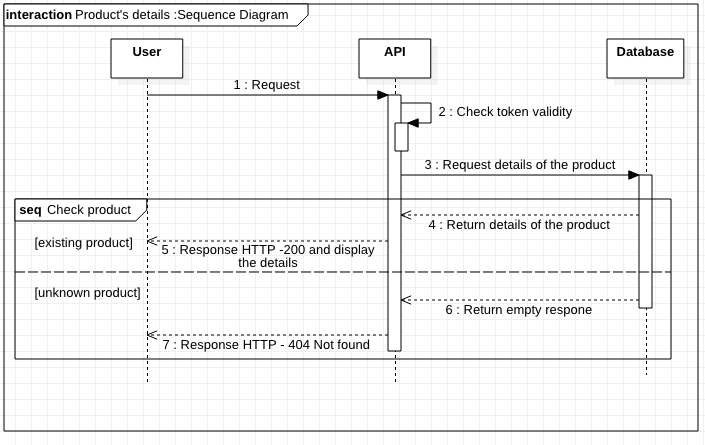 interaction Product's details :Sequence Diagram
User
API
Database
1 : Request
2 : Check token validity
3 : Request details of the product
seq Check product
4 : Return details of the product
[existing product]
5 : Response HTTP -200 and display
the details
[unknown product]
6 : Return empty respone
7 : Response HTTP - 404 Not found